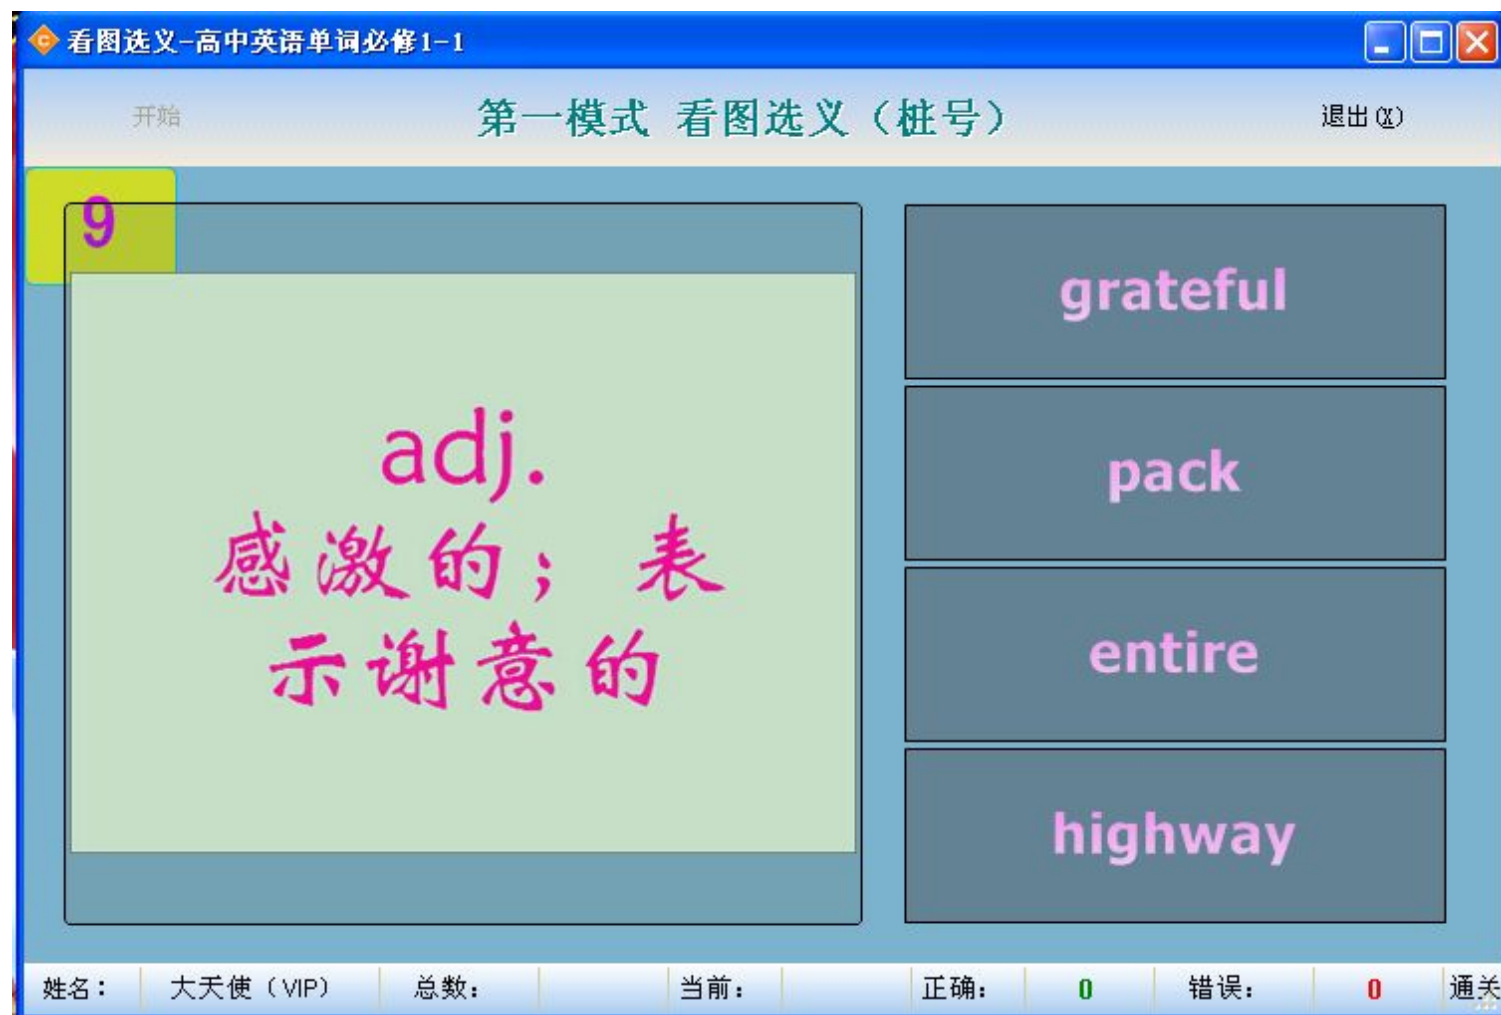 看图选义-高中英语单词必修1-1
开始
第一模式 看图选义（桩号）
退出(X)
9
adj.
感激的；表
示谢意的
grateful
pack
entire
highway
姓名： 大天使（VIP） 总数： 当前： 正确： 0 错误： 0 通关